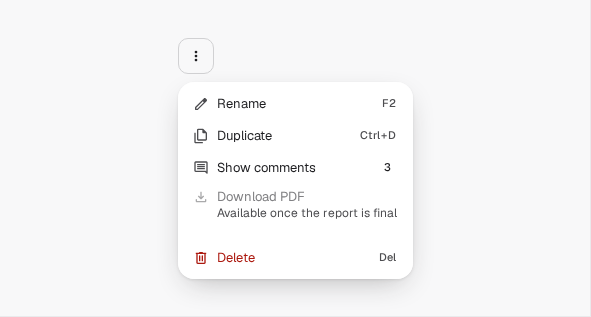 Rename F2
Duplicate Ctrl+D
Show comments 3
Download PDF
Available once the report is final
Delete Del